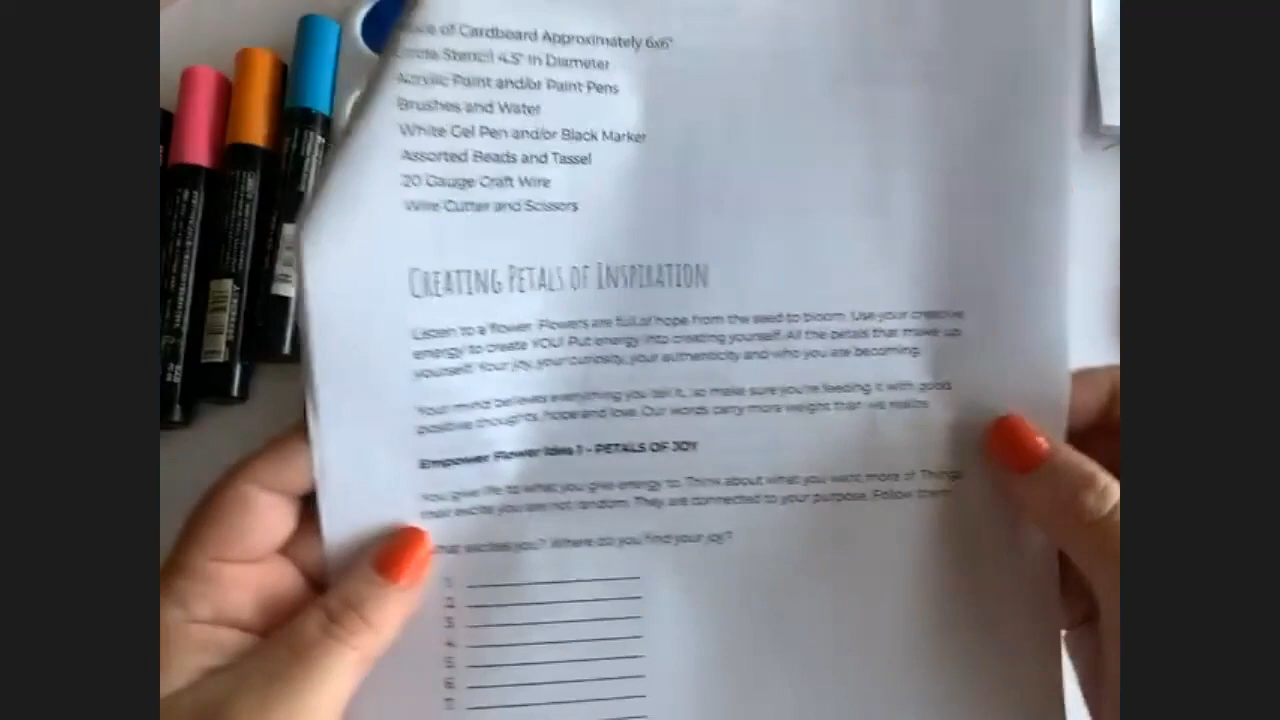 of Cardboard Approximately 6x6"
Stencil 4.5" in Diameter
Acrylic Paint and/or Paint Pens
Brushes and Water
White Gel Pen and/or Black Marker
Assorted Beads and Tassel
20 Gauge Craft Wire
Wire Cutter and Scissors
CREATING PETALS OF INSPIRATION
Listen to a flower. Flowers are full of hope from the seed to bloom. Use your creative
energy to create YOU! Put energy into creating yourself. All the petals that make up
yourself. Your joy, your curiosity, your authenticity and who you are becoming.
Your mind believes everything you tell it, so make sure you're feeding it with good
positive thoughts, hope and love. Our words carry more weight than we realize.
Empower Flower Idea 1 - PETALS OF JOY
You give life to what you give energy to. Think about what you want more of. Things
that excite you are not random. They are connected to your purpose. Follow them.
What excites you? Where do you find your joy?
1.
2.
3.
4.
5.
6.
7.